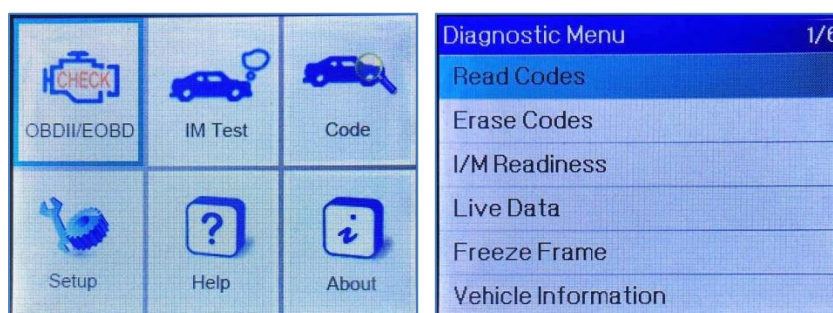 CHECK
OBDII/EOBD
IM Test
Code
Setup
Help
About
Diagnostic Menu 1/6
Read Codes
Erase Codes
I/M Readiness
Live Data
Freeze Frame
Vehicle Information